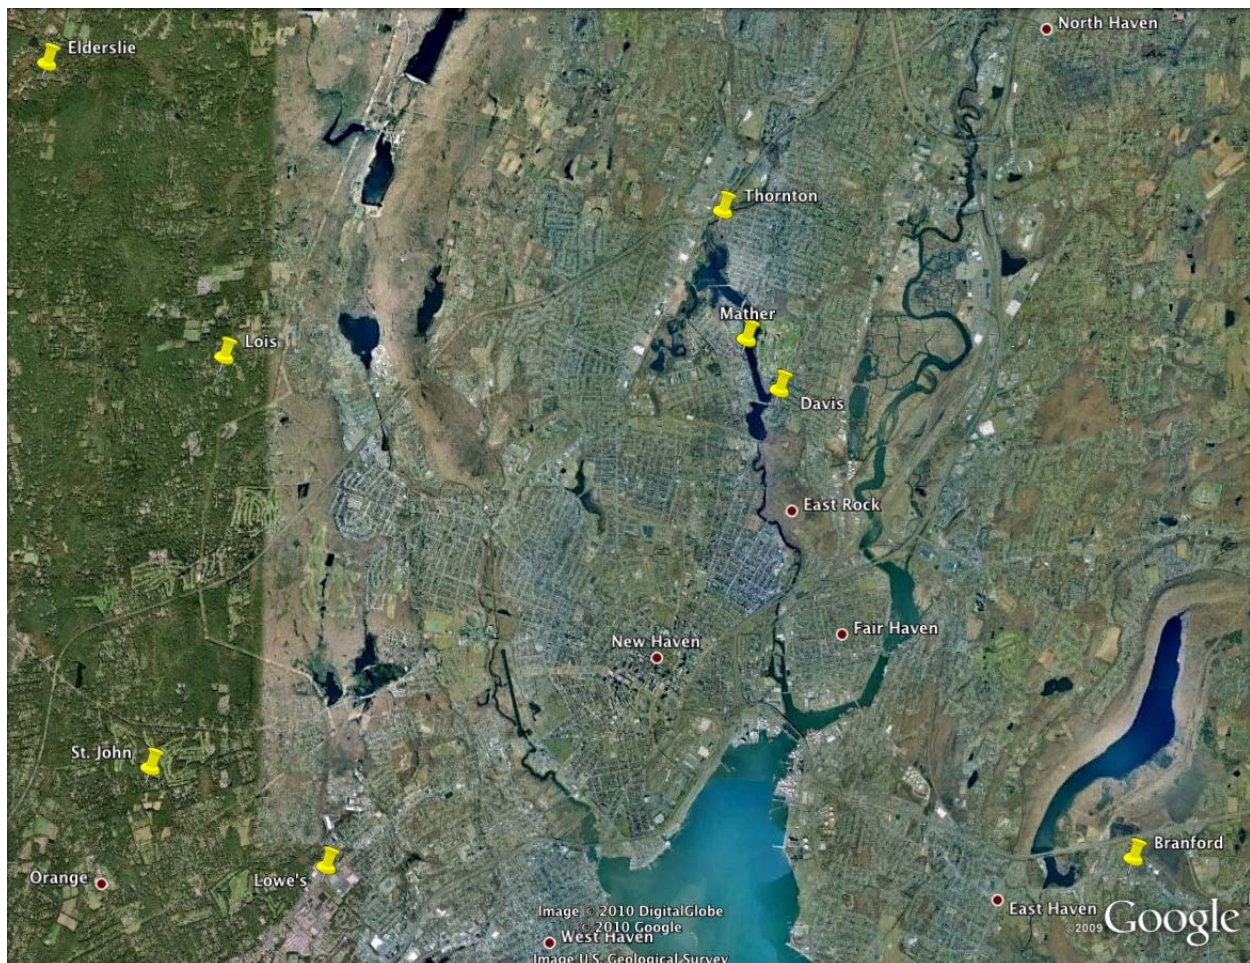 North Haven
Elderslie
Thornton
Mather
Lois
Davis
East Rock
Fair Haven
New Haven
St. John
Branford
Orange
Lowe's
East Haven
Image © 2010 DigitalGlobe
© 2010 Google
©2009 Google
West Haven
Image U.S. Geological Survey